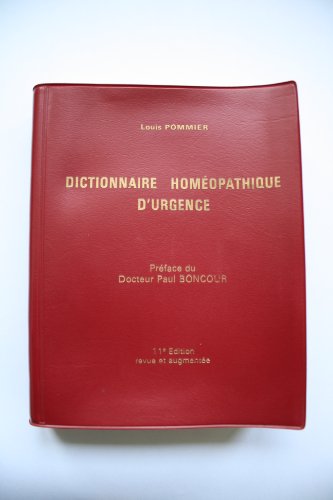 Louis POMMIER
DICTIONNAIRE HOMÉOPATHIQUE
D'URGENCE
Préface du
Docteur Paul BONCOUR
11e Edition
revue et augmentée